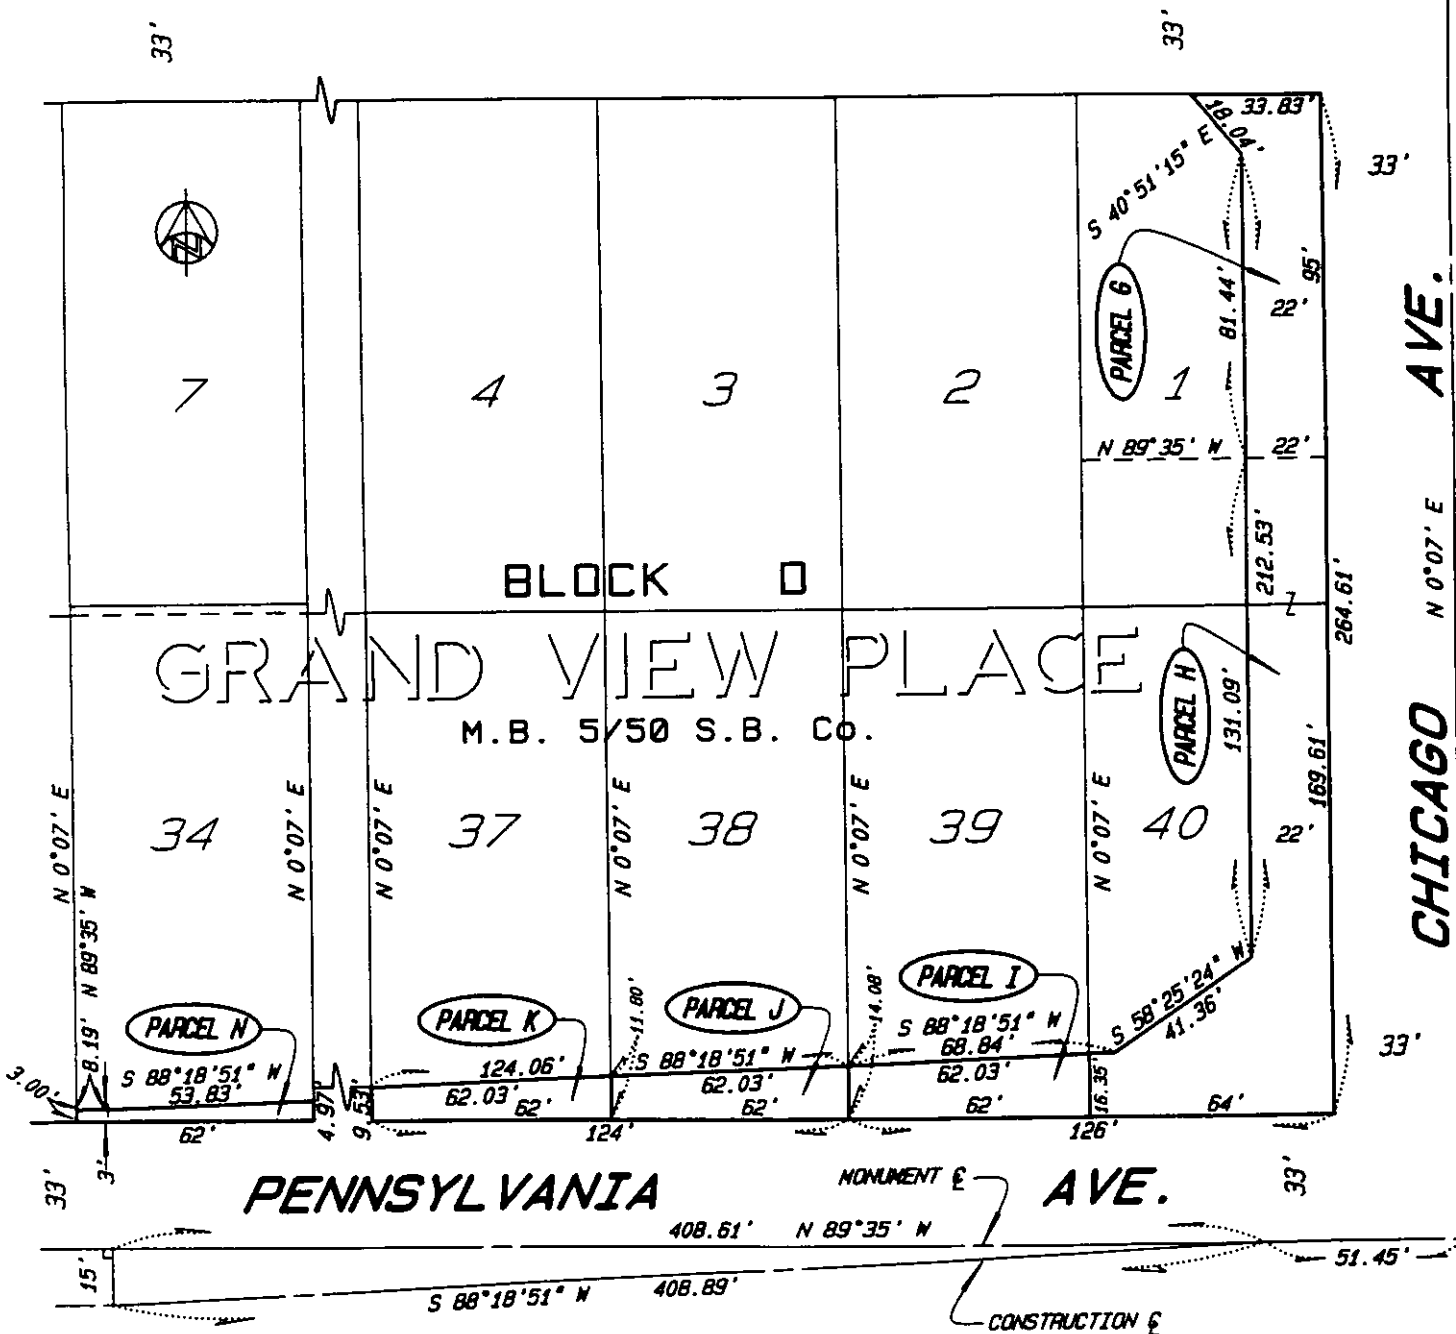 33'
33'
33.83'
18.04'
S 40°51'15" E
33'
N
PARCEL G
81.44'
95'
22'
7
4
3
2
1
N 89°35' W
22'
BLOCK D
212.53'
7
264.61'
N 0°07' E
CHICAGO AVE.
GRAND VIEW PLACE
M.B. 5/50 S.B. Co.
PARCEL H
131.09'
169.61'
N 0°07' E
34
N 0°07' E
N 0°07' E
37
N 0°07' E
38
N 0°07' E
39
N 0°07' E
40
22'
8.19'
N 89°35' W
PARCEL N
PARCEL K
11.80'
PARCEL J
14.08'
PARCEL I
S 58°25'24" W
41.36'
3.00'
S 88°18'51" W
53.83'
124.06'
62.03'
S 88°18'51" W
62.03'
S 88°18'51" W
68.84'
62.03'
33'
62'
4.97'
9.53'
62'
62'
62'
16.35'
64'
124'
126'
3'
33'
PENNSYLVANIA AVE.
33'
MONUMENT ℄
408.61' N 89°35' W
15'
51.45'
S 88°18'51" W 408.89'
CONSTRUCTION ℄